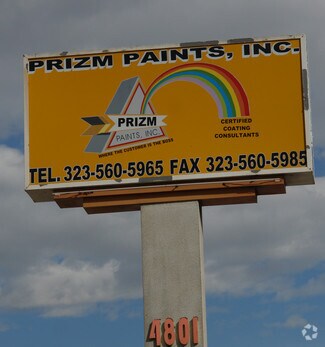 PRIZM PAINTS, INC.
PRIZM
PAINTS, INC.
WHERE THE CUSTOMER IS THE BOSS
CERTIFIED
COATING
CONSULTANTS
TEL. 323-560-5965 FAX 323-560-5985
4801